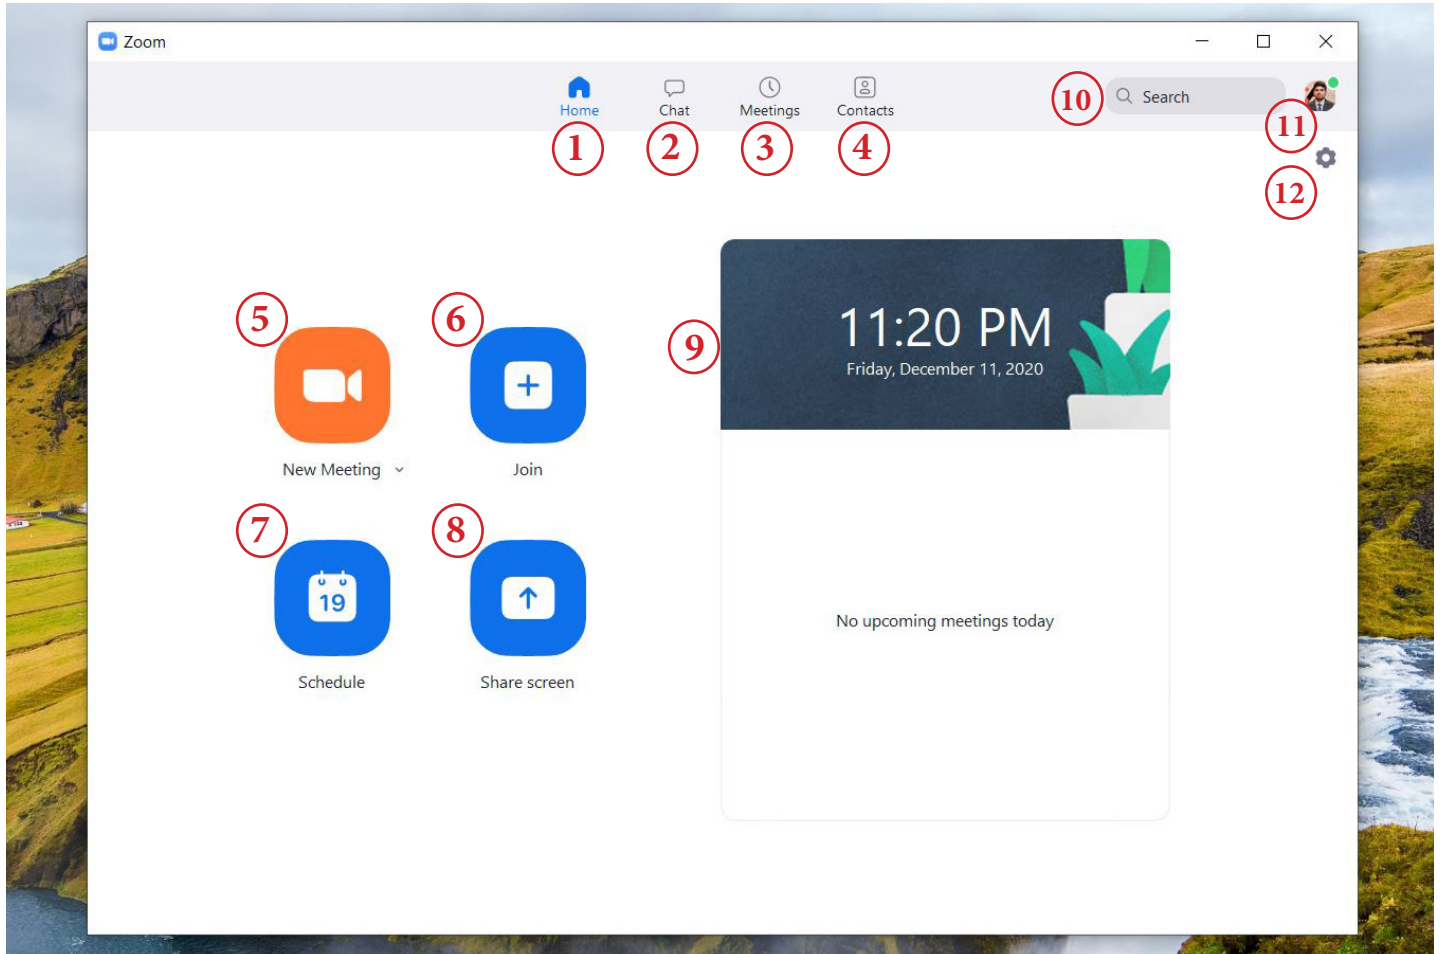 Zoom
Home
Chat
Meetings
Contacts
10
Search
11
1
2
3
4
12
5
6
9
11:20 PM
Friday, December 11, 2020
New Meeting
Join
7
8
19
No upcoming meetings today
Schedule
Share screen